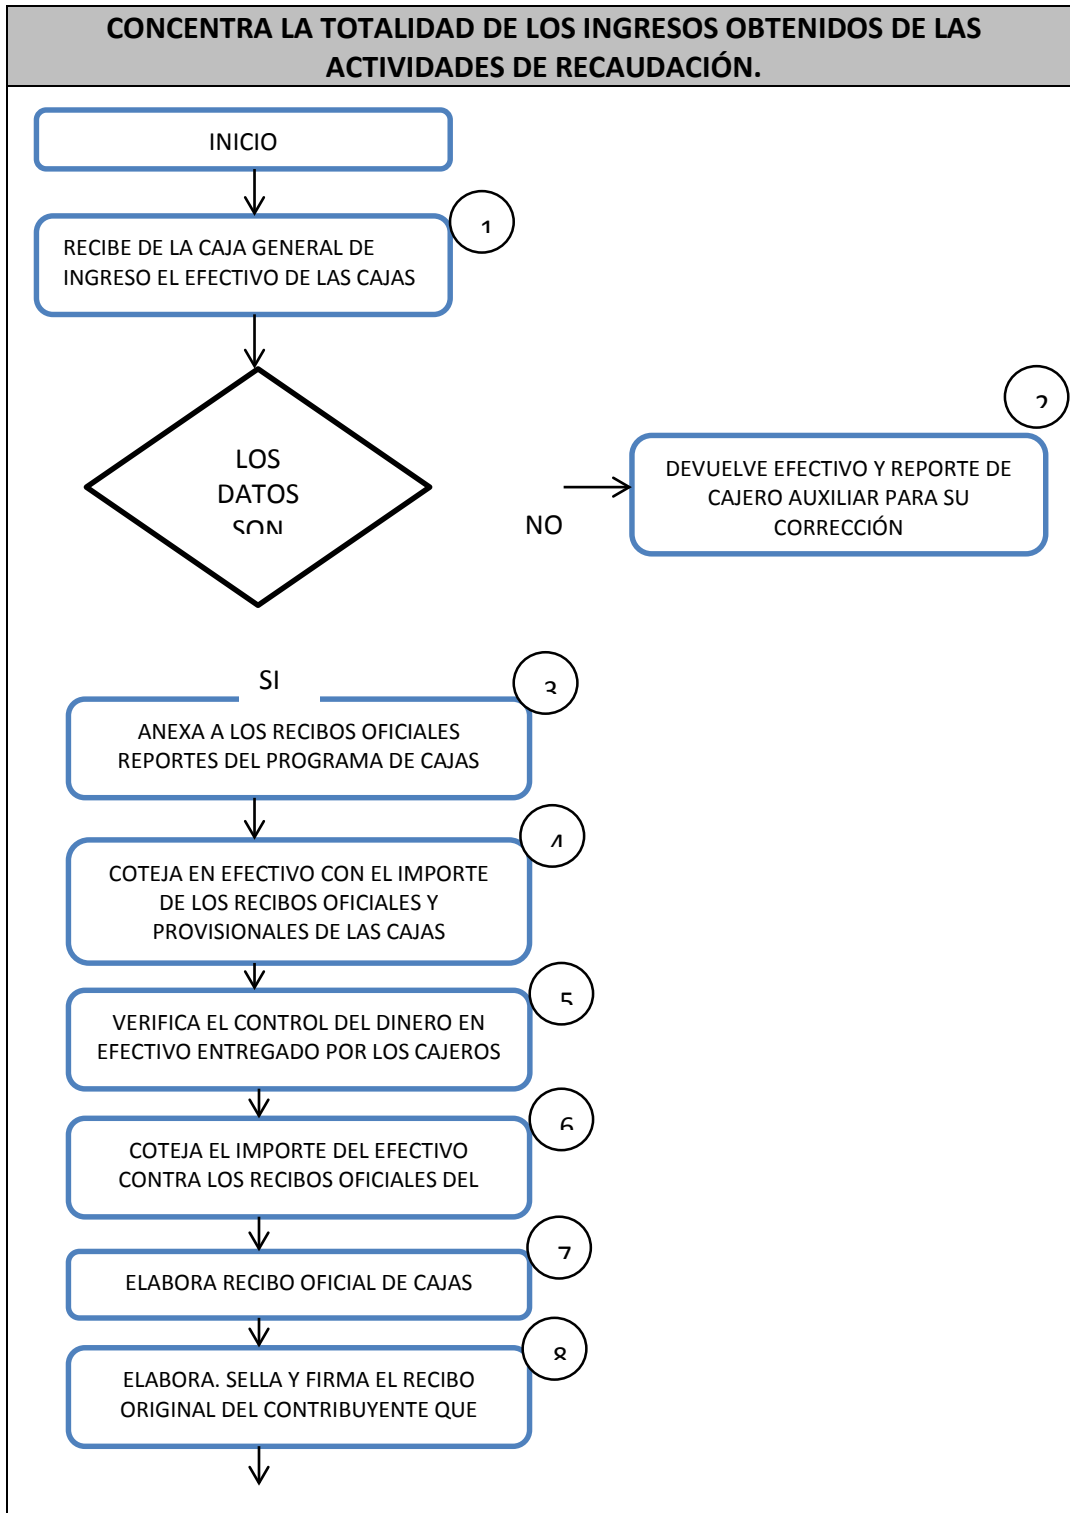 CONCENTRA LA TOTALIDAD DE LOS INGRESOS OBTENIDOS DE LAS
ACTIVIDADES DE RECAUDACIÓN.
INICIO
1
RECIBE DE LA CAJA GENERAL DE
INGRESO EL EFECTIVO DE LAS CAJAS
LOS
DATOS
SON
NO
2
DEVUELVE EFECTIVO Y REPORTE DE
CAJERO AUXILIAR PARA SU
CORRECCIÓN
SI
3
ANEXA A LOS RECIBOS OFICIALES
REPORTES DEL PROGRAMA DE CAJAS
4
COTEJA EN EFECTIVO CON EL IMPORTE
DE LOS RECIBOS OFICIALES Y
PROVISIONALES DE LAS CAJAS
5
VERIFICA EL CONTROL DEL DINERO EN
EFECTIVO ENTREGADO POR LOS CAJEROS
6
COTEJA EL IMPORTE DEL EFECTIVO
CONTRA LOS RECIBOS OFICIALES DEL
7
ELABORA RECIBO OFICIAL DE CAJAS
8
ELABORA. SELLA Y FIRMA EL RECIBO
ORIGINAL DEL CONTRIBUYENTE QUE